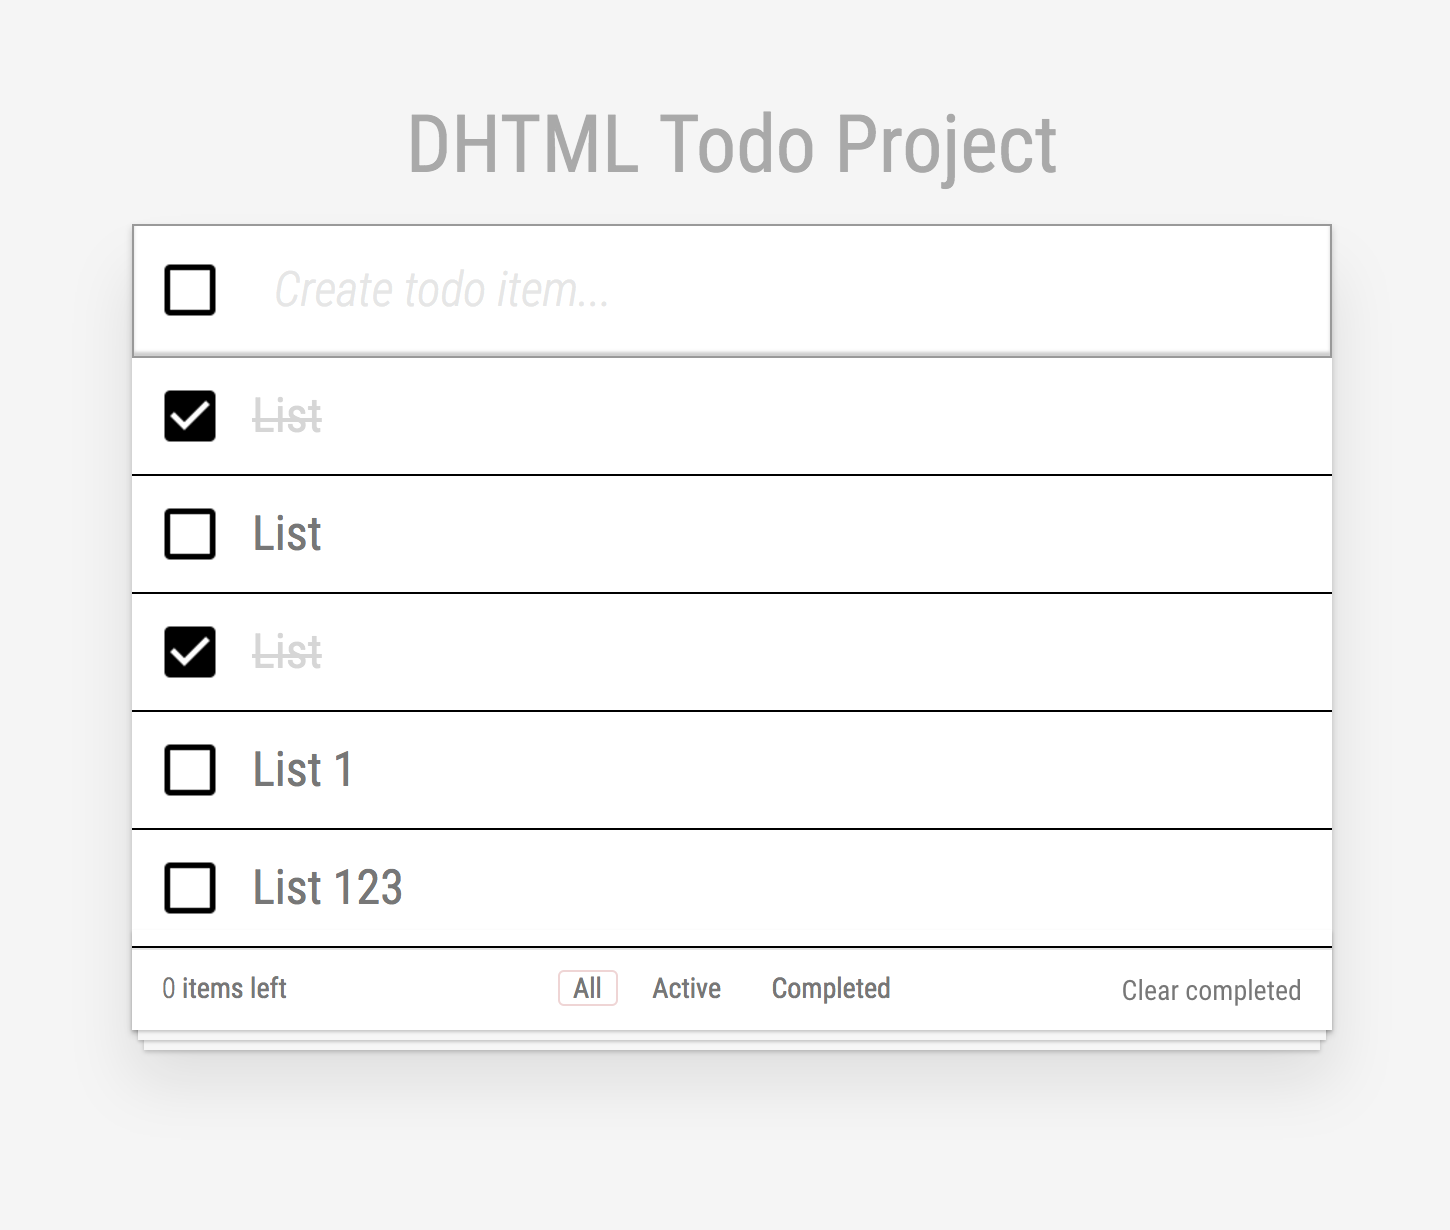 DHTML Todo Project
Create todo item...
List
List
List
List 1
List 123
0 items left All Active Completed Clear completed